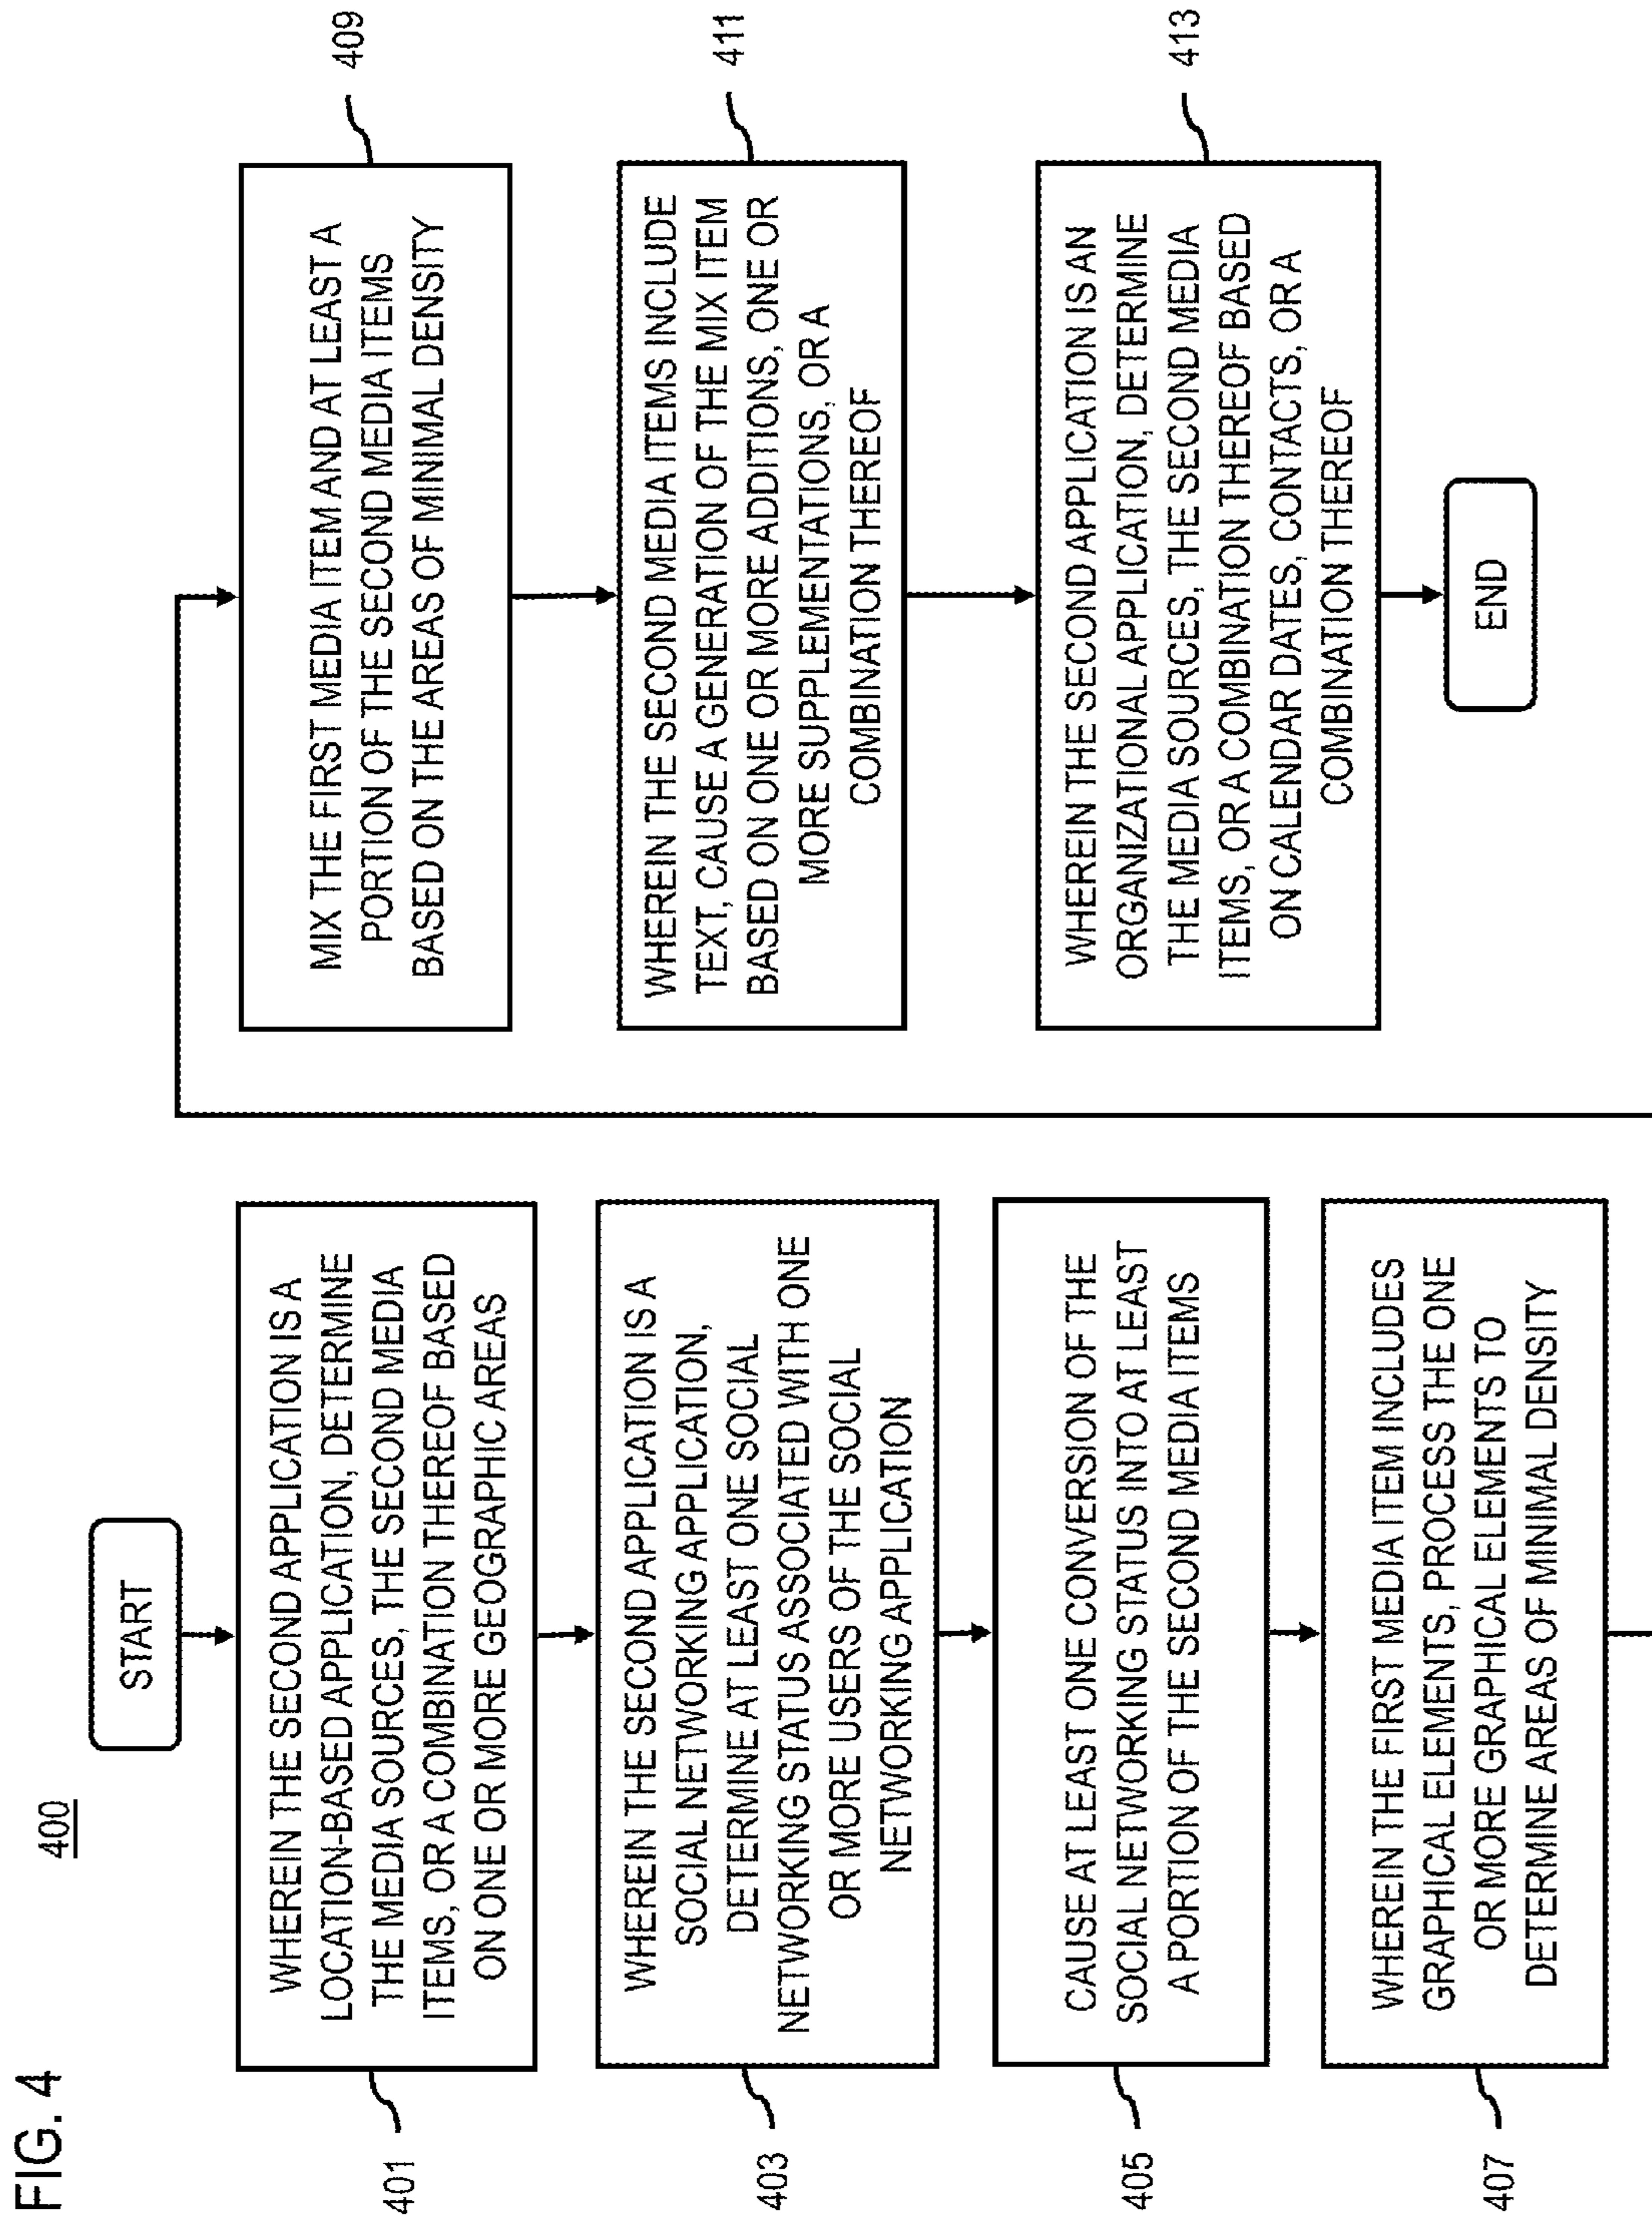 FIG. 4
400
START
WHEREIN THE SECOND APPLICATION IS A
LOCATION-BASED APPLICATION, DETERMINE
THE MEDIA SOURCES, THE SECOND MEDIA
ITEMS, OR A COMBINATION THEREOF BASED
ON ONE OR MORE GEOGRAPHIC AREAS
401
WHEREIN THE SECOND APPLICATION IS A
SOCIAL NETWORKING APPLICATION,
DETERMINE AT LEAST ONE SOCIAL
NETWORKING STATUS ASSOCIATED WITH ONE
OR MORE USERS OF THE SOCIAL
NETWORKING APPLICATION
403
CAUSE AT LEAST ONE CONVERSION OF THE
SOCIAL NETWORKING STATUS INTO AT LEAST
A PORTION OF THE SECOND MEDIA ITEMS
405
WHEREIN THE FIRST MEDIA ITEM INCLUDES
GRAPHICAL ELEMENTS, PROCESS THE ONE
OR MORE GRAPHICAL ELEMENTS TO
DETERMINE AREAS OF MINIMAL DENSITY
407
MIX THE FIRST MEDIA ITEM AND AT LEAST A
PORTION OF THE SECOND MEDIA ITEMS
BASED ON THE AREAS OF MINIMAL DENSITY
409
WHEREIN THE SECOND MEDIA ITEMS INCLUDE
TEXT, CAUSE A GENERATION OF THE MIX ITEM
BASED ON ONE OR MORE ADDITIONS, ONE OR
MORE SUPPLEMENTATIONS, OR A
COMBINATION THEREOF
411
WHEREIN THE SECOND APPLICATION IS AN
ORGANIZATIONAL APPLICATION, DETERMINE
THE MEDIA SOURCES, THE SECOND MEDIA
ITEMS, OR A COMBINATION THEREOF BASED
ON CALENDAR DATES, CONTACTS, OR A
COMBINATION THEREOF
413
END